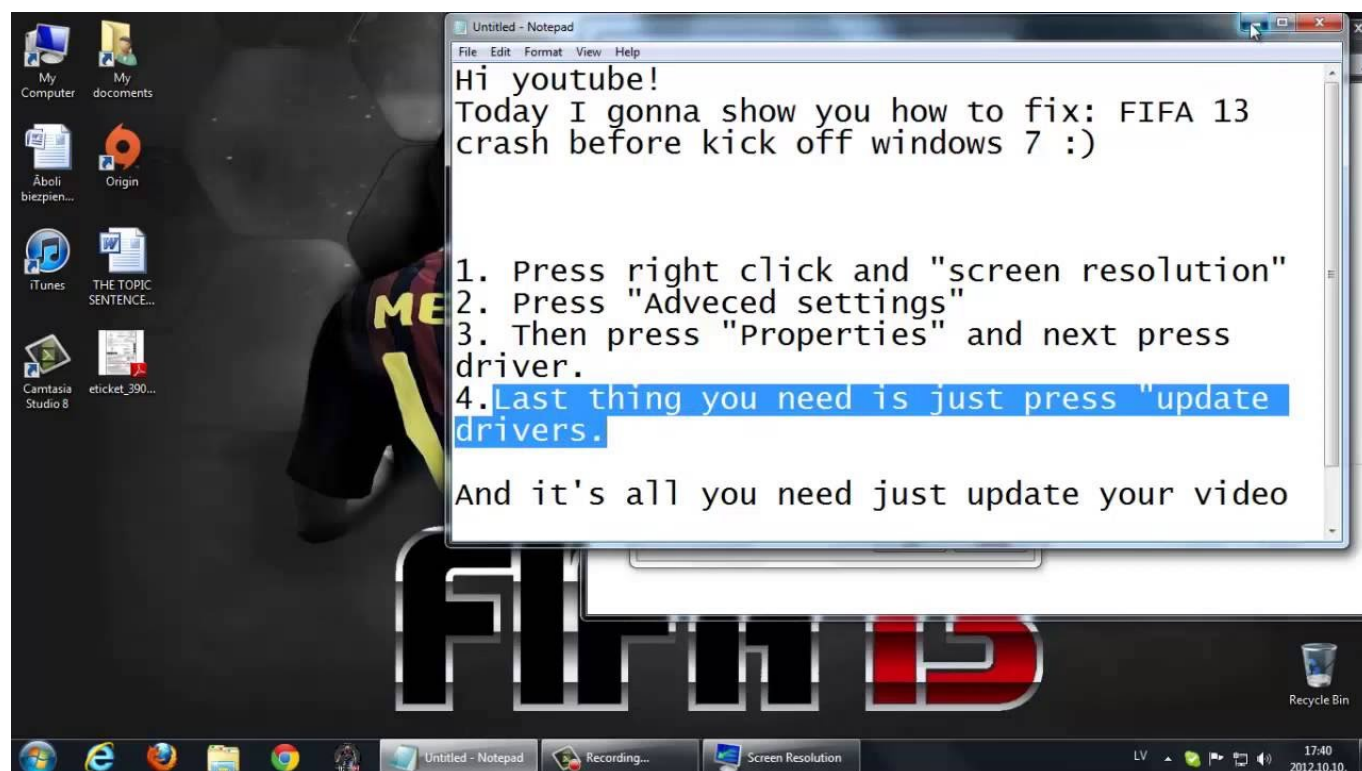 Untitled - Notepad
File Edit Format View Help
Hi youtube!
Today I gonna show you how to fix: FIFA 13
crash before kick off windows 7 :)
1. Press right click and "screen resolution"
2. Press "Adveced settings"
3. Then press "Properties" and next press
driver.
4.Last thing you need is just press "update
drivers.
And it's all you need just update your video
My
Computer
My
docoments
Āboli
biezpien...
Origin
iTunes
THE TOPIC
SENTENCE...
Camtasia
Studio 8
eticket_390...
ME
FIFA 13
Recycle Bin
Untitled - Notepad
Recording...
Screen Resolution
LV
17:40
2012.10.10.